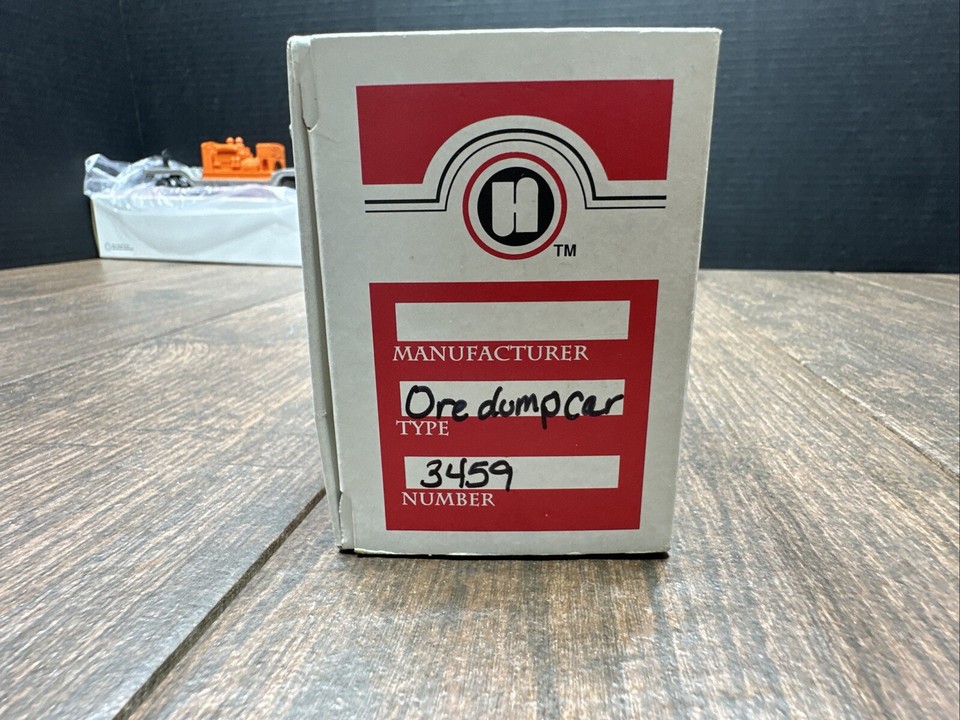 TM
MANUFACTURER
Ore dump car
TYPE
3459
NUMBER